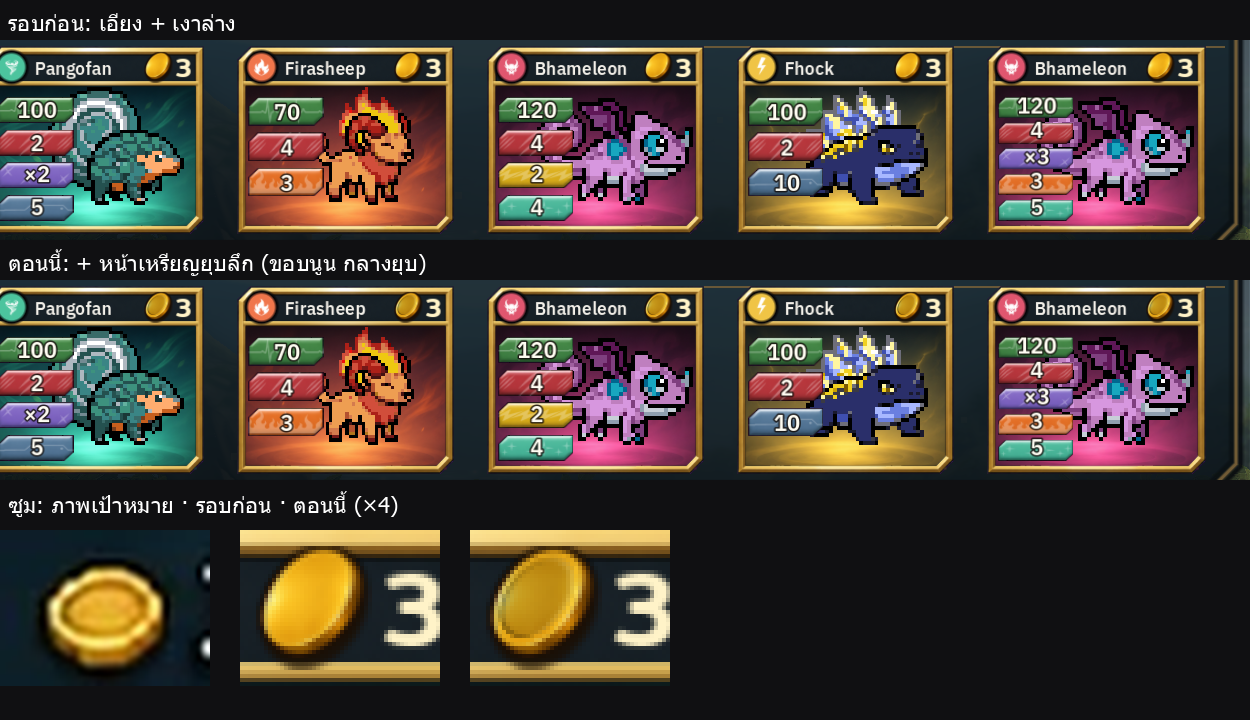 รอบก่อน: เอียง + เงาล่าง
Pangofan 3 Firasheep 3 Bhameleon 3 Fhock 3 Bhameleon 3
100 70 120 100 120
2 4 4 2 4
×2 3 2 10 ×3
5 4 3
5
ตอนนี้: + หน้าเหรียญยุบลึก (ขอบนูน กลางยุบ)
Pangofan 3 Firasheep 3 Bhameleon 3 Fhock 3 Bhameleon 3
100 70 120 100 120
2 4 4 2 4
×2 3 2 10 ×3
5 4 3
5
ซูม: ภาพเป้าหมาย · รอบก่อน · ตอนนี้ (×4)
3 3